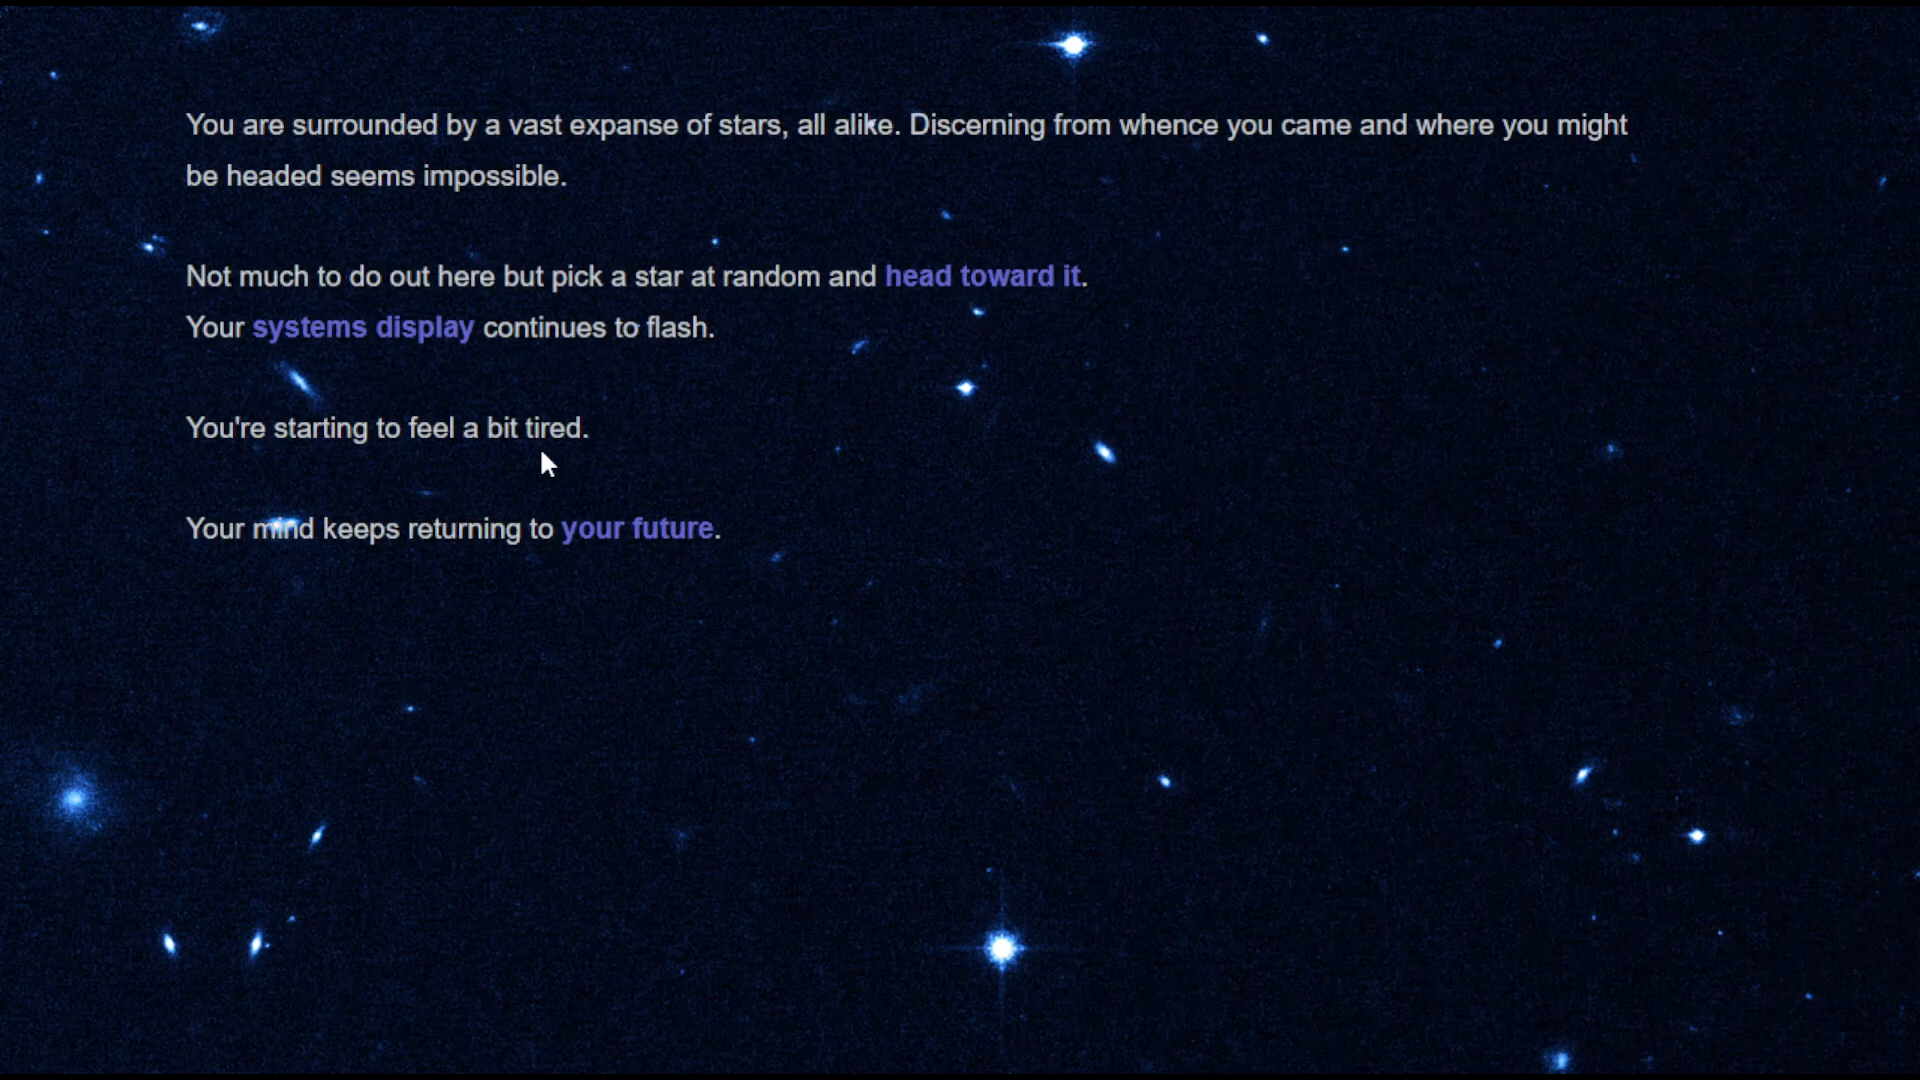 You are surrounded by a vast expanse of stars, all alike. Discerning from whence you came and where you might
be headed seems impossible.
Not much to do out here but pick a star at random and head toward it.
Your systems display continues to flash.
You're starting to feel a bit tired.
Your mind keeps returning to your future.